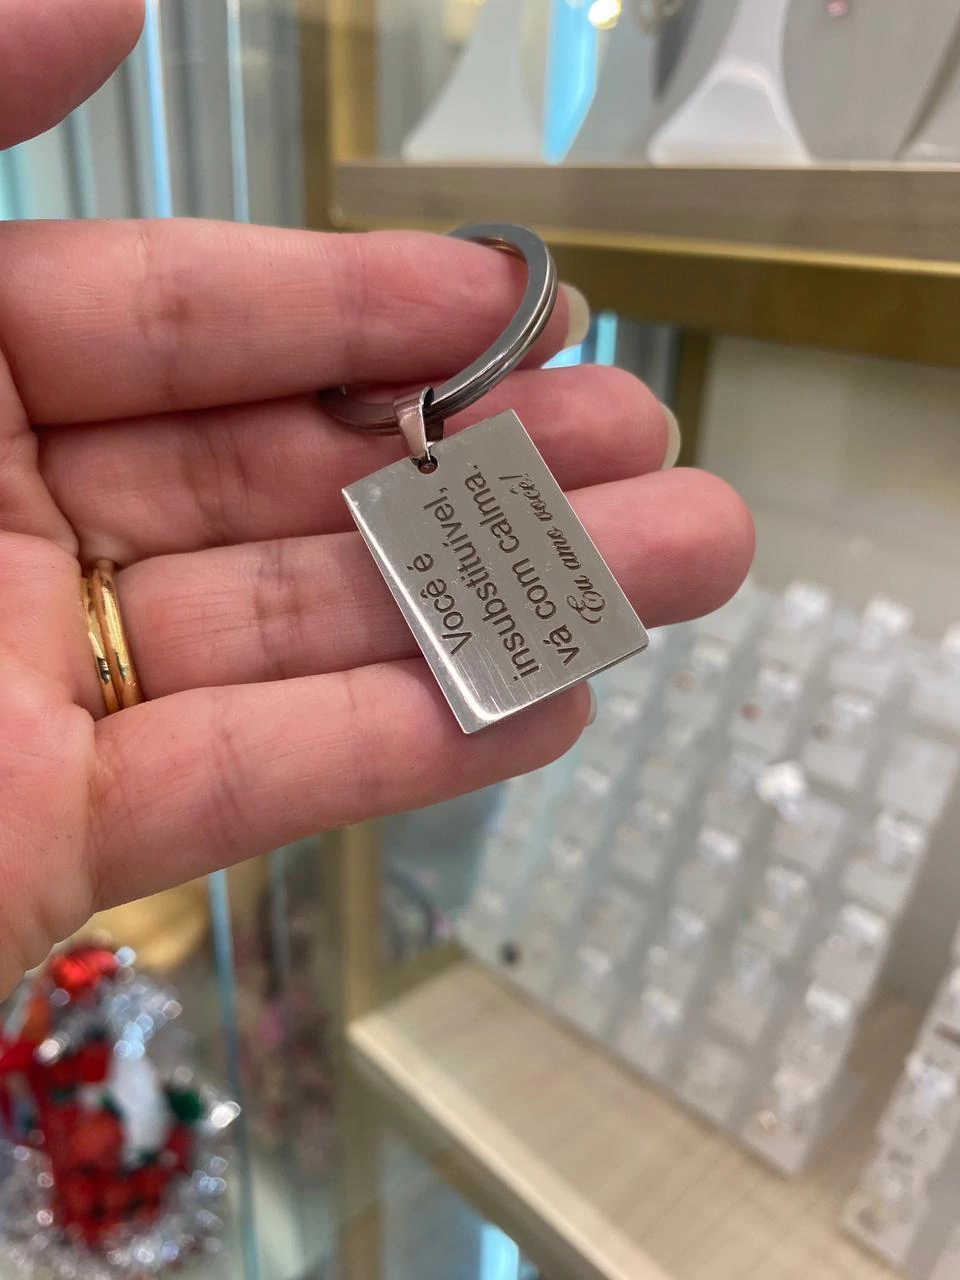 Você é
insubstituível,
vá com calma.
Eu amo você!